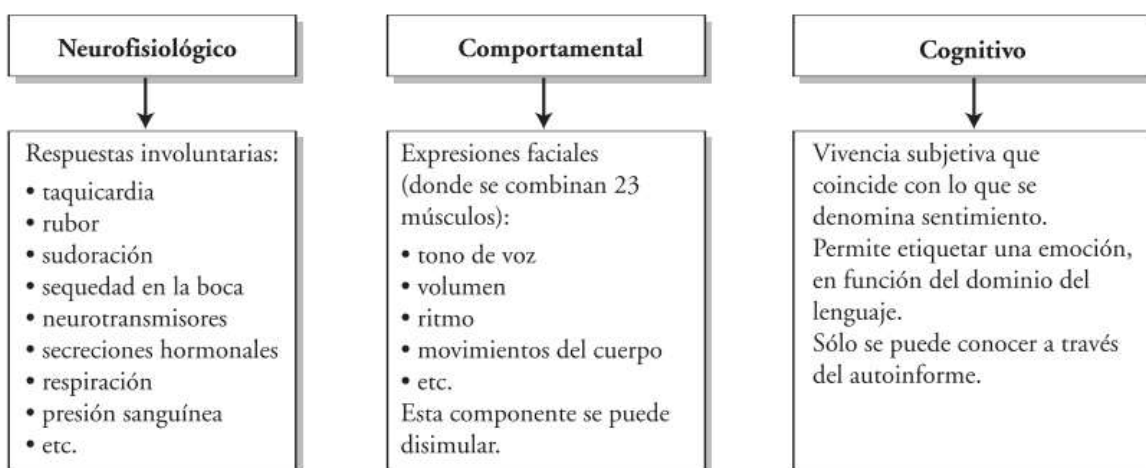 Neurofisiológico
Respuestas involuntarias:
• taquicardia
• rubor
• sudoración
• sequedad en la boca
• neurotransmisores
• secreciones hormonales
• respiración
• presión sanguínea
• etc.
Comportamental
Expresiones faciales
(donde se combinan 23
músculos):
• tono de voz
• volumen
• ritmo
• movimientos del cuerpo
• etc.
Esta componente se puede
disimular.
Cognitivo
Vivencia subjetiva que
coincide con lo que se
denomina sentimiento.
Permite etiquetar una emoción,
en función del dominio del
lenguaje.
Sólo se puede conocer a través
del autoinforme.